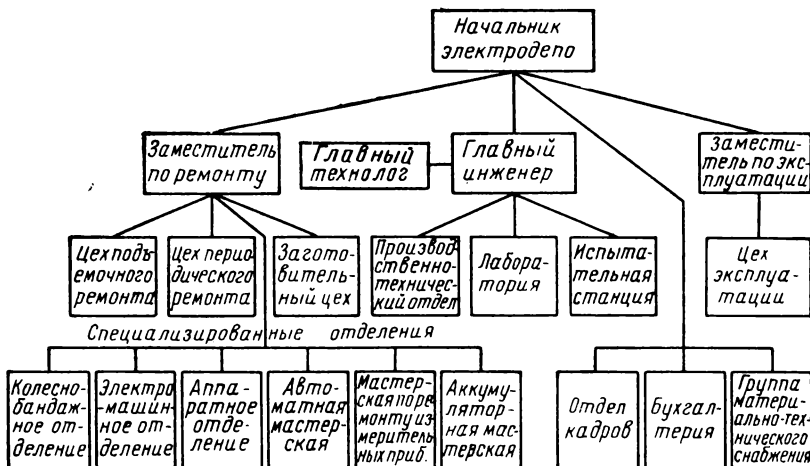 Начальник
электродепо
Заместитель
по ремонту
Главный
технолог
Главный
инженер
Замести-
тель по экс-
плуатации
Цех подъ-
емочного
ремонта
Цех перио-
дического
ремонта
Загото-
витель-
ный цех
Производ-
ственно-
техничес-
кий отдел
Лабора-
тория
Испыта-
тельная
станция
Цех
эксплуа-
тации
Специализированные отделения
Колесно-
бандаж-
ное от-
деление
Электро-
машин-
ное от-
деление
Аппа-
ратное
отде-
ление
Авто-
матная
мастер-
ская
Мастер-
ская по ре-
монту из-
меритель-
ных приб.
Аккуму-
лятор-
ная мас-
терская
Отдел
кадров
Бухгал-
терия
Группа
матери-
ально-тех-
нического
снабжения